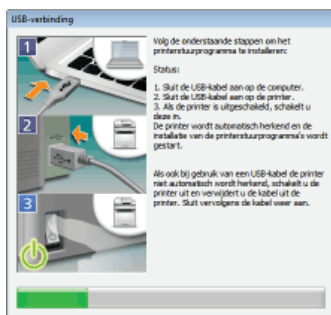 USB-verbinding
Volg de onderstaande stappen om het
printerstuurprogramma te installeren:
Status:
1. Sluit de USB-kabel aan op de computer.
2. Sluit de USB-kabel aan op de printer.
3. Als de printer is uitgeschakeld, schakelt u
deze in.
De printer wordt automatisch herkend en de
installatie van de printerstuurprogramma's wordt
gestart.
Als ook bij gebruik van een USB-kabel de printer
niet automatisch wordt herkend, schakelt u de
printer uit en verwijdert u de kabel uit de
printer. Sluit vervolgens de kabel weer aan.
1
2
3